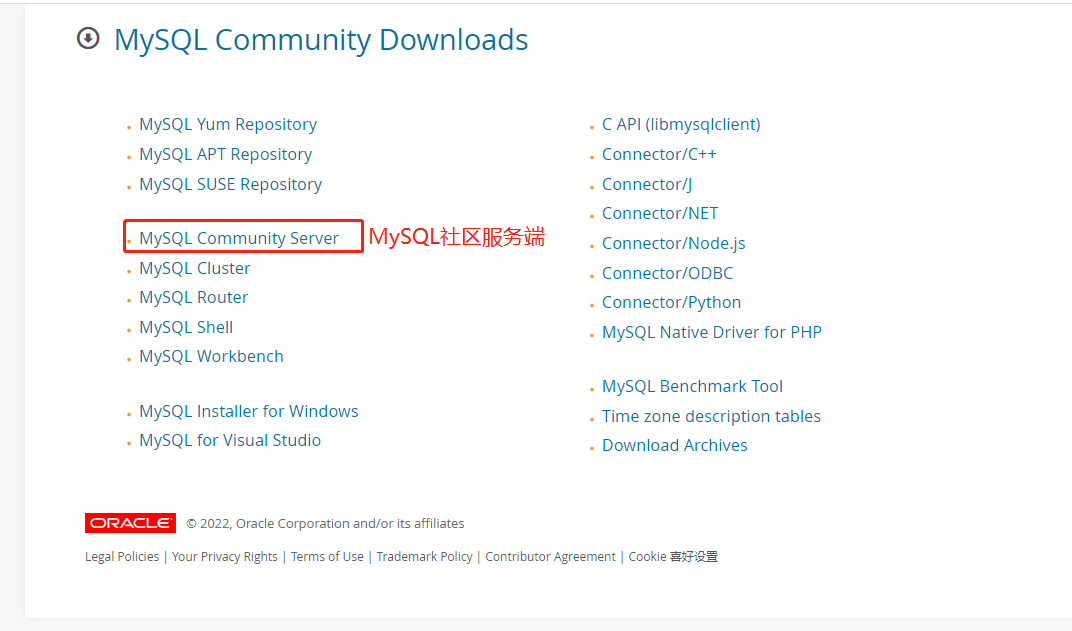 MySQL Community Downloads
MySQL Yum Repository
MySQL APT Repository
MySQL SUSE Repository
MySQL Community Server MySQL社区服务端
MySQL Cluster
MySQL Router
MySQL Shell
MySQL Workbench
MySQL Installer for Windows
MySQL for Visual Studio
C API (libmysqlclient)
Connector/C++
Connector/J
Connector/NET
Connector/Node.js
Connector/ODBC
Connector/Python
MySQL Native Driver for PHP
MySQL Benchmark Tool
Time zone description tables
Download Archives
ORACLE © 2022, Oracle Corporation and/or its affiliates
Legal Policies | Your Privacy Rights | Terms of Use | Trademark Policy | Contributor Agreement | Cookie 喜好设置